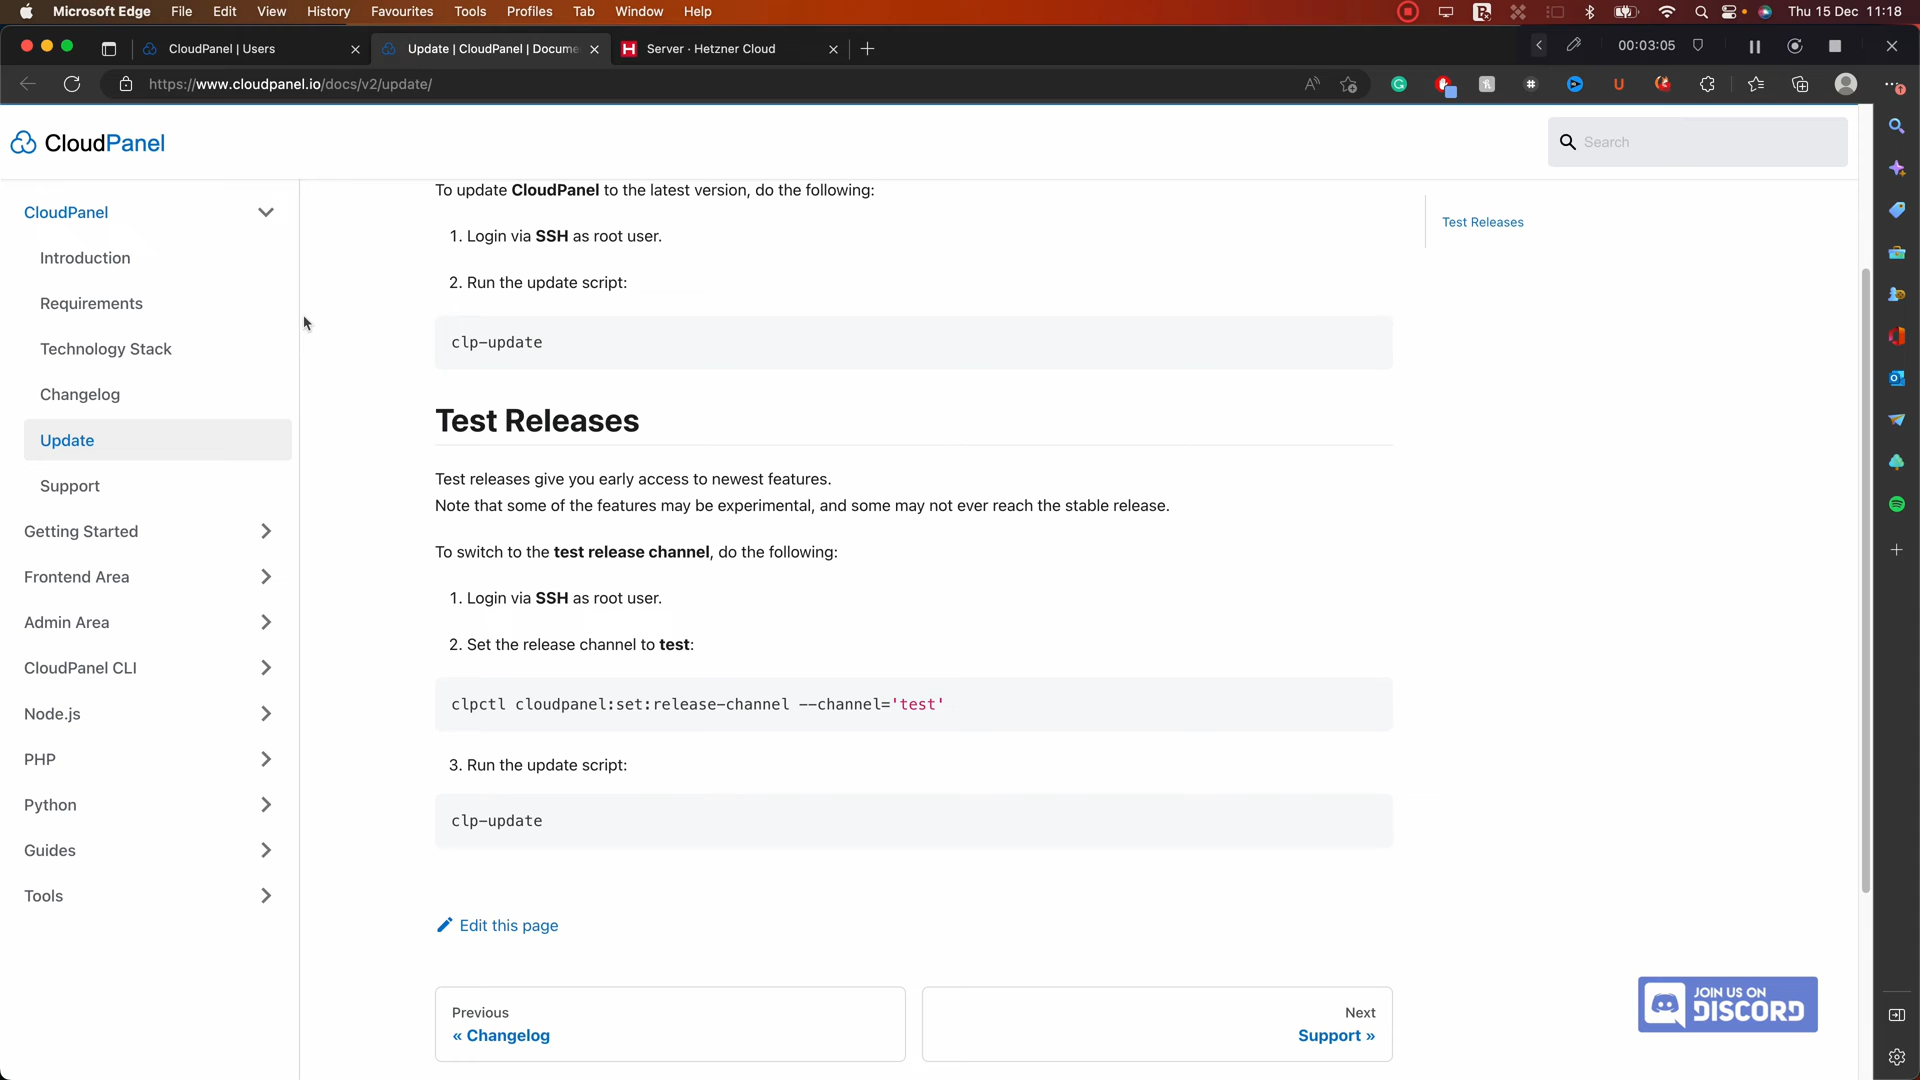 Microsoft Edge File Edit View History Favourites Tools Profiles Tab Window Help Thu 15 Dec 11:18
CloudPanel | Users
Update | CloudPanel | Docume
Server · Hetzner Cloud
00:03:05
https://www.cloudpanel.io/docs/v2/update/
CloudPanel
Search
CloudPanel
Introduction
Requirements
Technology Stack
Changelog
Update
Support
Getting Started
Frontend Area
Admin Area
CloudPanel CLI
Node.js
PHP
Python
Guides
Tools
To update CloudPanel to the latest version, do the following:
1. Login via SSH as root user.
2. Run the update script:
clp-update
Test Releases
Test releases give you early access to newest features.
Note that some of the features may be experimental, and some may not ever reach the stable release.
To switch to the test release channel, do the following:
1. Login via SSH as root user.
2. Set the release channel to test:
clpctl cloudpanel:set:release-channel --channel='test'
3. Run the update script:
clp-update
Edit this page
Previous
« Changelog
Next
Support »
Test Releases
JOIN US ON
DISCORD